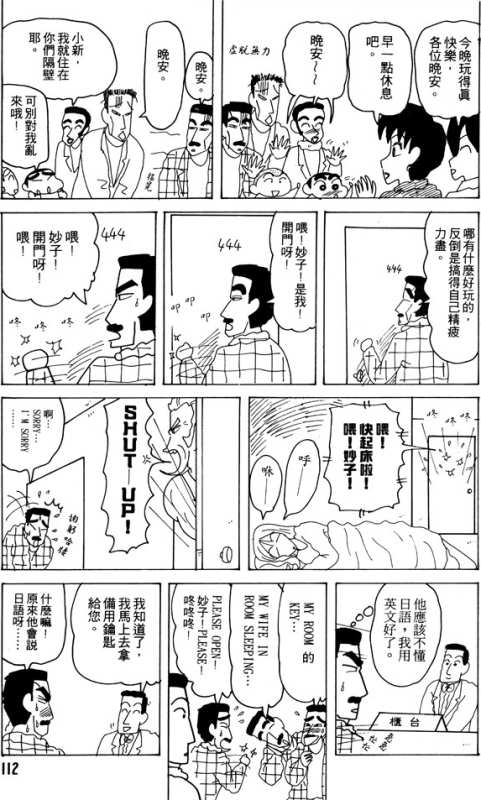 今晚玩得真
快樂，
各位晚安。
早一點休息
吧。
晚安～～
虛脫無力
晚安。
晚安。
小新，
我就住在
你們隔壁
耶。
可別對我亂
來哦！
哪有什麼好玩的，
反倒是搞得自己精疲
力盡。
444
喂！妙子！是我！
開門呀！
444
叩
叩
喂！
妙子！
開門呀！
喂！
444
咚
咚
咚
咚
喂！
快起床啦！
喂！妙子！
呼——
咻——
SHUT—UP!
啊…
SORRY…
I'M SORRY
……
他應該不懂
日語，我用
英文好了。
櫃台
MY ROOM 的
KEY…
MY WIFE IN
ROOM SLEEPING…
PLEASE OPEN—
妙子！PLEASE！
咚咚咚！
我知道了，
我馬上去拿
備用鑰匙
給您。
什麼嘛！
原來他會說
日語呀……
112